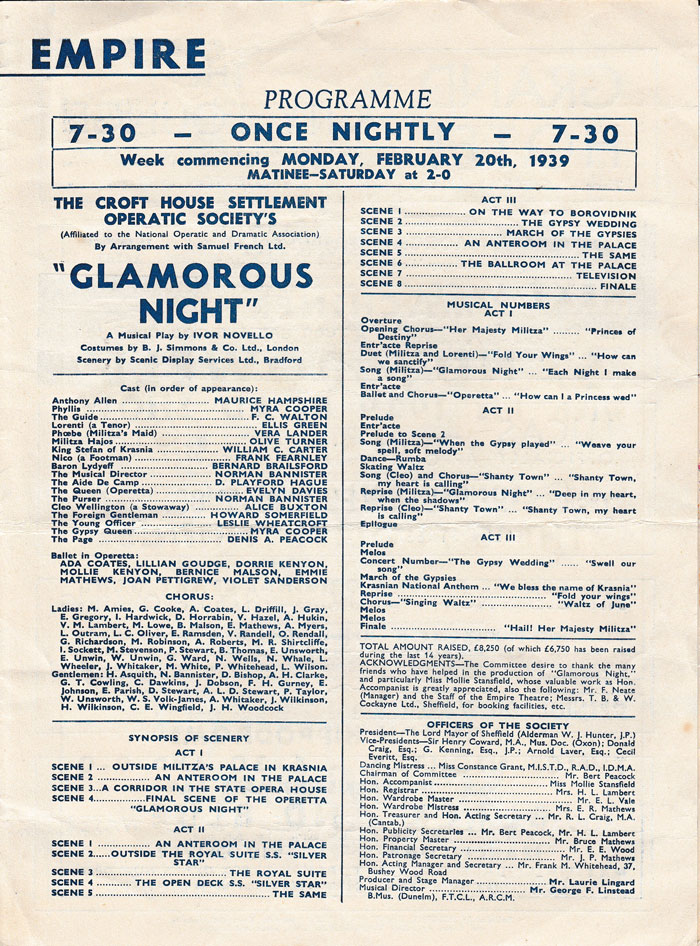 EMPIRE
PROGRAMME
7-30 — ONCE NIGHTLY — 7-30
Week commencing MONDAY, FEBRUARY 20th, 1939
MATINEE—SATURDAY at 2-0
THE CROFT HOUSE SETTLEMENT
OPERATIC SOCIETY'S
(Affiliated to the National Operatic and Dramatic Association)
By Arrangement with Samuel French Ltd.
"GLAMOROUS
NIGHT"
A Musical Play by IVOR NOVELLO
Costumes by B. J. Simmons & Co. Ltd., London
Scenery by Scenic Display Services Ltd., Bradford
Cast (in order of appearance):
Anthony Allen ... MAURICE HAMPSHIRE
Phyllis ... MYRA COOPER
The Guide ... F. C. WALTON
Lorenti (a Tenor) ... ELLIS GREEN
Phœbe (Militza's Maid) ... VERA LANDER
Militza Hajos ... OLIVE TURNER
King Stefan of Krasnia ... WILLIAM C. CARTER
Nico (a Footman) ... FRANK FEARNLEY
Baron Lydyeff ... BERNARD BRAILSFORD
The Musical Director ... NORMAN BANNISTER
The Aide De Camp ... D. PLAYFORD HAGUE
The Queen (Operetta) ... EVELYN DAVIES
The Purser ... NORMAN BANNISTER
Cleo Wellington (a Stowaway) ... ALICE BUXTON
The Foreign Gentleman ... HOWARD SOMERFIELD
The Young Officer ... LESLIE WHEATCROFT
The Gypsy Queen ... MYRA COOPER
The Page ... DENIS A. PEACOCK
Ballet in Operetta:
ADA COATES, LILLIAN GOUDGE, DORRIE KENYON,
MOLLIE KENYON, BERNICE MALSON, EMMIE
MATHEWS, JOAN PETTIGREW, VIOLET SANDERSON
CHORUS:
Ladies: M. Amies, G. Cooke, A. Coates, L. Driffill, J. Gray,
E. Gregory, I. Hardwick, D. Horrabin, V. Hazel, A. Hukin,
V. M. Lambert, M. Lowe, B. Malson, E. Mathews, A. Myers,
L. Outram, L. C. Oliver, E. Ramsden, V. Randell, O. Rendall,
G. Richardson, M. Robinson, A. Roberts, M. R. Shirtcliffe,
I. Sockett, M. Stevenson, P. Stewart, B. Thomas, E. Unsworth,
E. Unwin, W. Unwin, G. Ward, N. Wells, N. Whale, L.
Wheeler, J. Whitaker, M. White, P. Whitehead, L. Wilson
Gentlemen: H. Asquith, N. Bannister, D. Bishop, A. H. Clarke,
G. T. Cowling, C. Dawkins, J. Dobson, F. H. Gurney, E.
Johnson, E. Parish, D. Stewart, A. L. D. Stewart, P. Taylor,
W. Unsworth, W. S. Volk-James, A. Whitaker, J. Wilkinson,
H. Wilkinson, C. E. Wingfield, J. H. Woodcock
SYNOPSIS OF SCENERY
ACT I
SCENE 1 ... OUTSIDE MILITZA'S PALACE IN KRASNIA
SCENE 2 ... AN ANTEROOM IN THE PALACE
SCENE 3...A CORRIDOR IN THE STATE OPERA HOUSE
SCENE 4...FINAL SCENE OF THE OPERETTA
"GLAMOROUS NIGHT"
ACT II
SCENE 1 ... AN ANTEROOM IN THE PALACE
SCENE 2.....OUTSIDE THE ROYAL SUITE S.S. "SILVER
STAR"
SCENE 3 ... THE ROYAL SUITE
SCENE 4 ... THE OPEN DECK S.S. "SILVER STAR"
SCENE 5 ... THE SAME
ACT III
SCENE 1 ... ON THE WAY TO BOROVIDNIK
SCENE 2 ... THE GYPSY WEDDING
SCENE 3 ... MARCH OF THE GYPSIES
SCENE 4 ... AN ANTEROOM IN THE PALACE
SCENE 5 ... THE SAME
SCENE 6 ... THE BALLROOM AT THE PALACE
SCENE 7 ... TELEVISION
SCENE 8 ... FINALE
MUSICAL NUMBERS
ACT I
Overture
Opening Chorus—"Her Majesty Militza" ... "Princes of
Destiny"
Entr'acte Reprise
Duet (Militza and Lorenti)—"Fold Your Wings" ... "How can
we sanctify"
Song (Militza)—"Glamorous Night" ... "Each Night I make
a song"
Entr'acte
Ballet and Chorus—"Operetta" ... "How can I a Princess wed"
ACT II
Prelude
Entr'acte
Prelude to Scene 2
Song (Militza)—"When the Gypsy played" ... "Weave your
spell, soft melody"
Dance—Rumba
Skating Waltz
Song (Cleo) and Chorus—"Shanty Town" ... "Shanty Town,
my heart is calling"
Reprise (Militza)—"Glamorous Night" ... "Deep in my heart,
when the shadows"
Reprise (Cleo)—"Shanty Town" ... "Shanty Town, my heart
is calling"
Epilogue
ACT III
Prelude
Melos
Concert Number—"The Gypsy Wedding" ...... "Swell our
song"
March of the Gypsies
Krasnian National Anthem ... "We bless the name of Krasnia"
Reprise ... "Fold your wings"
Chorus—"Singing Waltz" ... "Waltz of June"
Melos
Melos
Finale ... "Hail! Her Majesty Militza"
TOTAL AMOUNT RAISED, £8,250 (of which £6,750 has been raised
during the last 14 years).
ACKNOWLEDGMENTS—The Committee desire to thank the many
friends who have helped in the production of "Glamorous Night,"
and particularly Miss Mollie Stansfield, whose valuable work as Hon.
Accompanist is greatly appreciated, also the following: Mr. F. Neate
(Manager) and the Staff of the Empire Theatre; Messrs. T. B. & W.
Cockayne Ltd., Sheffield, for booking facilities, etc.
OFFICERS OF THE SOCIETY
President—The Lord Mayor of Sheffield (Alderman W. J. Hunter, J.P.)
Vice-Presidents—Sir Henry Coward, M.A., Mus. Doc. (Oxon); Donald
Craig, Esq.; G. Kenning, Esq., J.P.; Arnold Laver, Esq.; Cecil
Everitt, Esq.
Dancing Mistress ... Miss Constance Grant, M.I.S.T.D., R.A.D., I.D.M.A.
Chairman of Committee ... Mr. Bert Peacock
Hon. Accompanist ... Miss Mollie Stansfield
Hon. Registrar ... Mrs. H. L. Lambert
Hon. Wardrobe Master ... Mr. E. L. Vale
Hon. Wardrobe Mistress ... Mrs. E. R. Mathews
Hon. Treasurer and Hon. Acting Secretary ... Mr. R. L. Craig, M.A.
(Cantab.)
Hon. Publicity Secretaries ... Mr. Bert Peacock, Mr. H. L. Lambert
Hon. Property Master ... Mr. Bruce Mathews
Hon. Financial Secretary ... Mr. E. E. Wood
Hon. Patronage Secretary ... Mr. J. P. Mathews
Hon. Acting Manager and Secretary ... Mr. Frank M. Whitehead, 37,
Bushey Wood Road
Producer and Stage Manager ... Mr. Laurie Lingard
Musical Director ... Mr. George F. Linstead
B.Mus. (Dunelm), F.T.C.L., A.R.C.M.